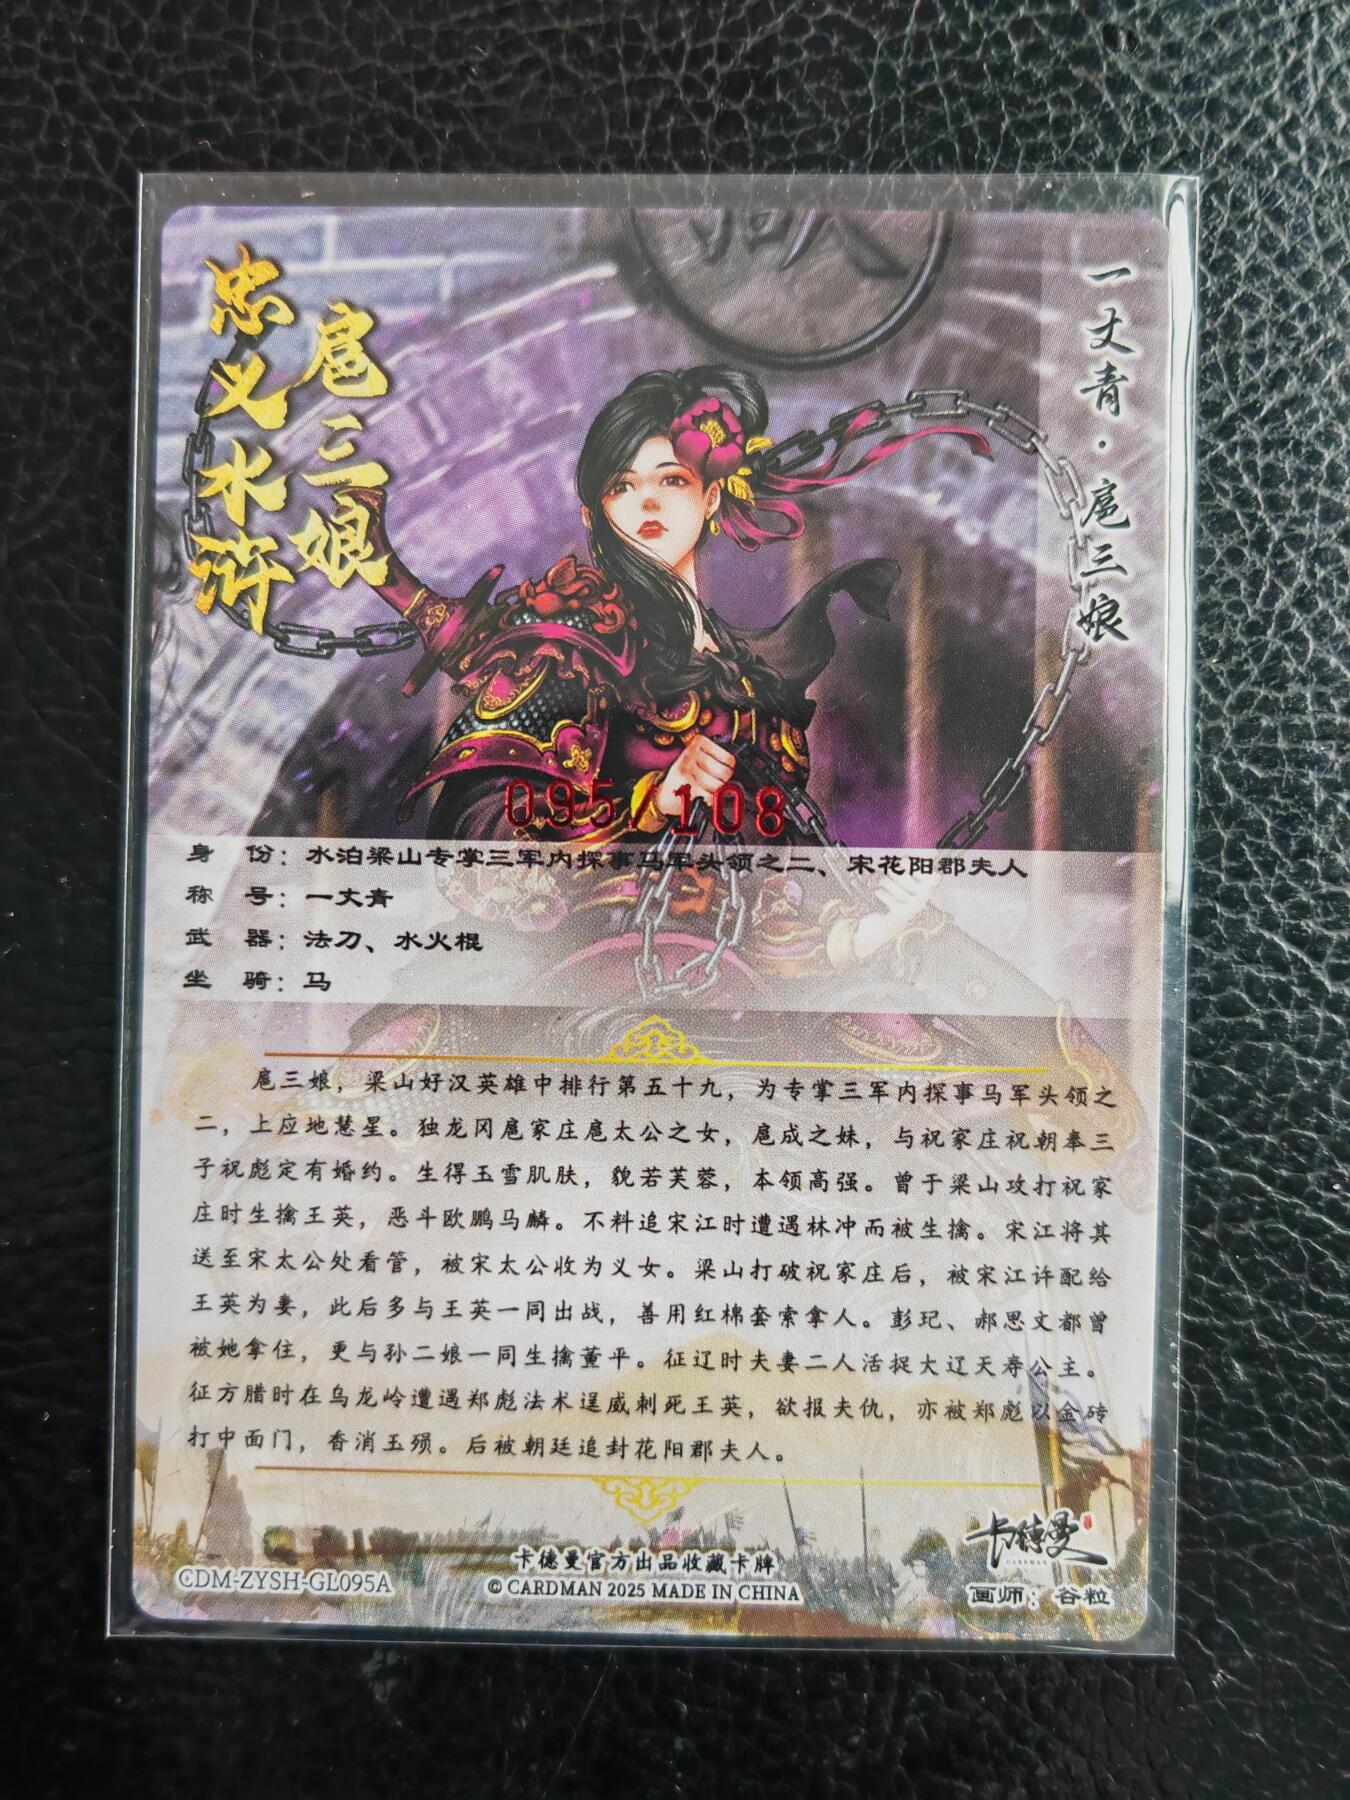 忠义水浒
扈三娘
一丈青·扈三娘
095/108
身 份：水泊梁山专掌三军内探事马军头领之二、宋花阳郡夫人
称 号：一丈青
武 器：法刀、水火棍
坐 骑：马
扈三娘，梁山好汉英雄中排行第五十九，为专掌三军内探事马军头领之
二，上应地慧星。独龙冈扈家庄扈太公之女，扈成之妹，与祝家庄祝朝奉三
子祝彪定有婚约。生得玉雪肌肤，貌若芙蓉，本领高强。曾于梁山攻打祝家
庄时生擒王英，恶斗欧鹏马麟。不料追宋江时遭遇林冲而被生擒。宋江将其
送至宋太公处看管，被宋太公收为义女。梁山打破祝家庄后，被宋江许配给
王英为妻，此后多与王英一同出战，善用红棉套索拿人。彭玘、郝思文都曾
被她拿住，更与孙二娘一同生擒董平。征辽时夫妻二人活捉大辽天寿公主。
征方腊时在乌龙岭遭遇郑彪法术逞威刺死王英，欲报夫仇，亦被郑彪以金砖
打中面门，香消玉殒。后被朝廷追封花阳郡夫人。
卡德曼
CARDMAN
卡德曼官方出品收藏卡牌
CDM-ZYSH-GL095A
© CARDMAN 2025 MADE IN CHINA
画师：谷粒